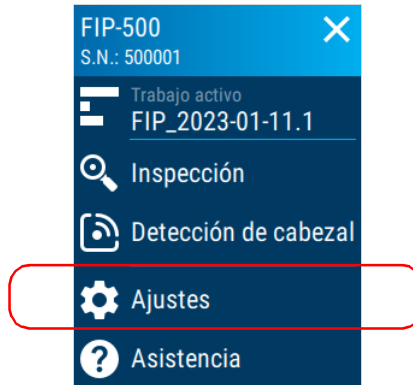 FIP-500
S.N.: 500001
Trabajo activo
FIP_2023-01-11.1
Inspección
Detección de cabezal
Ajustes
Asistencia